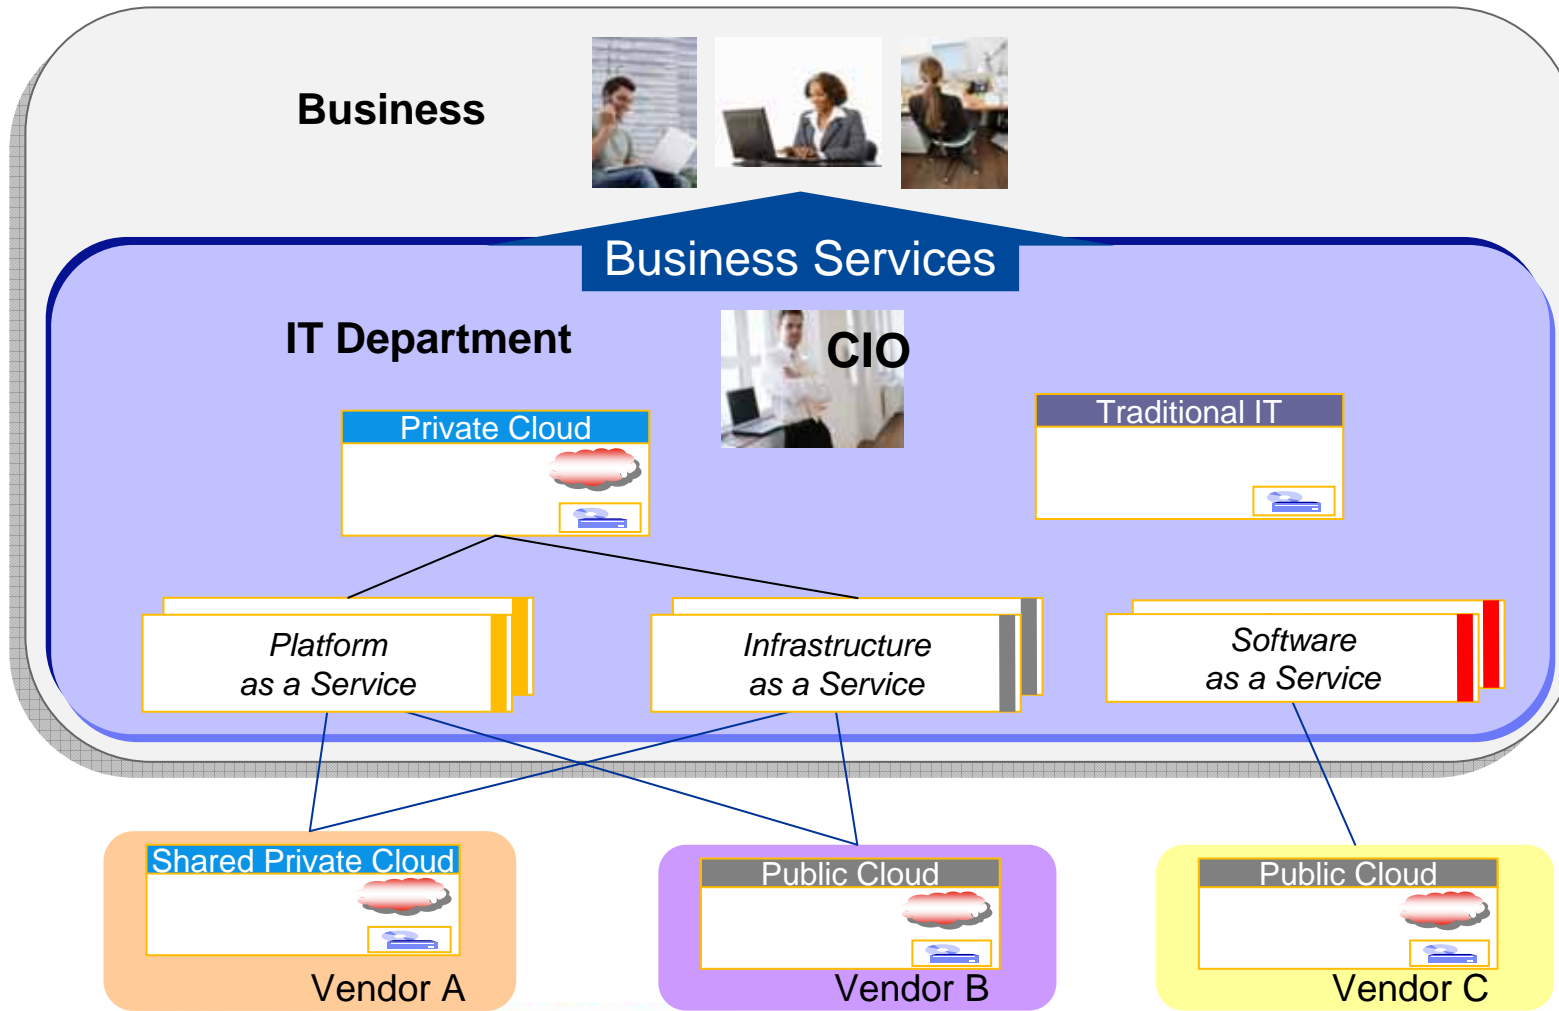 Business
Business Services
IT Department
CIO
Private Cloud
Traditional IT
Platform
as a Service
Infrastructure
as a Service
Software
as a Service
Shared Private Cloud
Vendor A
Public Cloud
Vendor B
Public Cloud
Vendor C